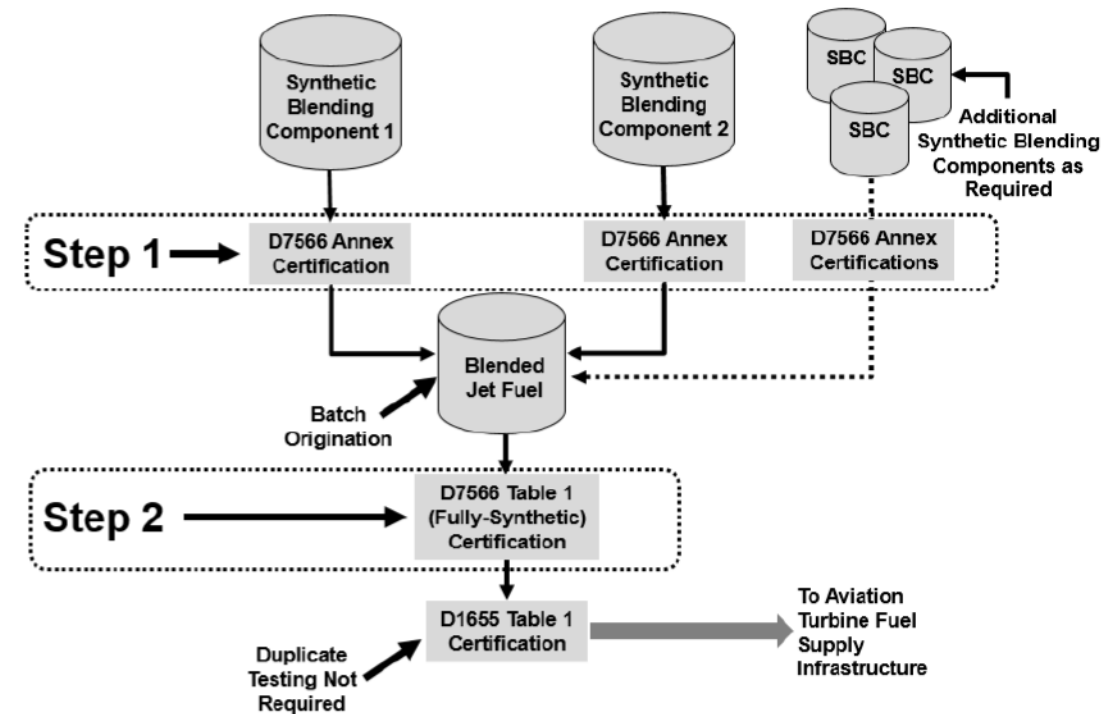 Synthetic
Blending
Component 1
Synthetic
Blending
Component 2
SBC
SBC
SBC
Additional
Synthetic Blending
Components as
Required
Step 1
D7566 Annex
Certification
D7566 Annex
Certification
D7566 Annex
Certifications
Blended
Jet Fuel
Batch
Origination
Step 2
D7566 Table 1
(Fully-Synthetic)
Certification
D1655 Table 1
Certification
To Aviation
Turbine Fuel
Supply
Infrastructure
Duplicate
Testing Not
Required